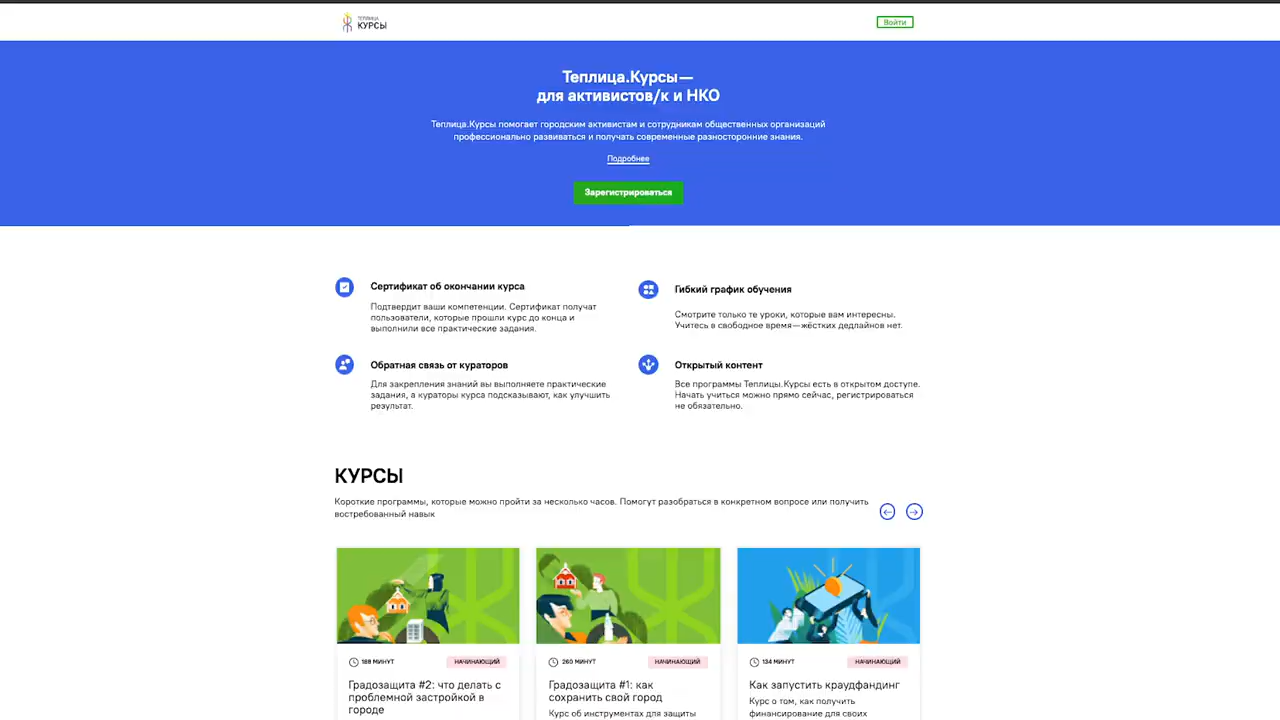 ТЕПЛИЦА
КУРСЫ
Войти
Теплица.Курсы—
для активистов/к и НКО
Теплица.Курсы помогает городским активистам и сотрудникам общественных организаций
профессионально развиваться и получать современные разносторонние знания.
Подробнее
Зарегистрироваться
Сертификат об окончании курса
Подтвердит ваши компетенции. Сертификат получат
пользователи, которые прошли курс до конца и
выполнили все практические задания.
Гибкий график обучения
Смотрите только те уроки, которые вам интересны.
Учитесь в свободное время—жёстких дедлайнов нет.
Обратная связь от кураторов
Для закрепления знаний вы выполняете практические
задания, а кураторы курса подсказывают, как улучшить
результат.
Открытый контент
Все программы Теплицы.Курсы есть в открытом доступе.
Начать учиться можно прямо сейчас, регистрироваться
не обязательно.
КУРСЫ
Короткие программы, которые можно пройти за несколько часов. Помогут разобраться в конкретном вопросе или получить
востребованный навык
188 МИНУТ
НАЧИНАЮЩИЙ
Градозащита #2: что делать с
проблемной застройкой в
городе
260 МИНУТ
НАЧИНАЮЩИЙ
Градозащита #1: как
сохранить свой город
Курс об инструментах для защиты
134 МИНУТ
НАЧИНАЮЩИЙ
Как запустить краудфандинг
Курс о том, как получить
финансирование для своих